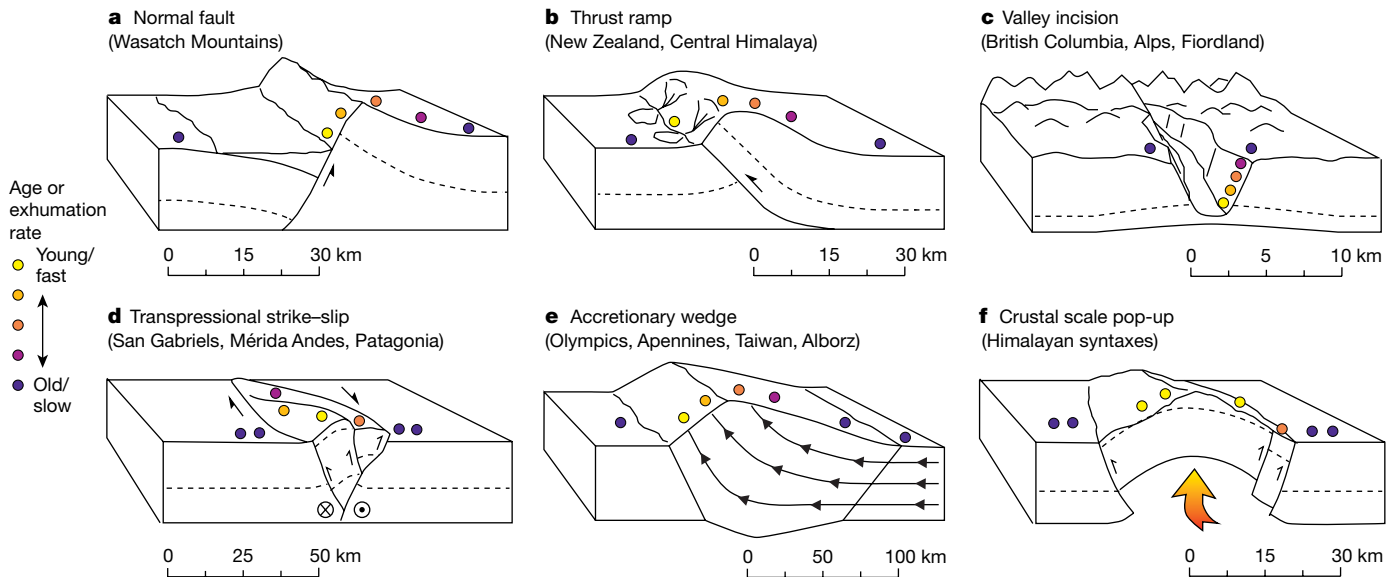 a Normal fault
(Wasatch Mountains)
b Thrust ramp
(New Zealand, Central Himalaya)
c Valley incision
(British Columbia, Alps, Fiordland)
0 15 30 km
0 15 30 km
0 5 10 km
Age or
exhumation
rate
Young/
fast
Old/
slow
d Transpressional strike–slip
(San Gabriels, Mérida Andes, Patagonia)
e Accretionary wedge
(Olympics, Apennines, Taiwan, Alborz)
f Crustal scale pop-up
(Himalayan syntaxes)
0 25 50 km
0 50 100 km
0 15 30 km